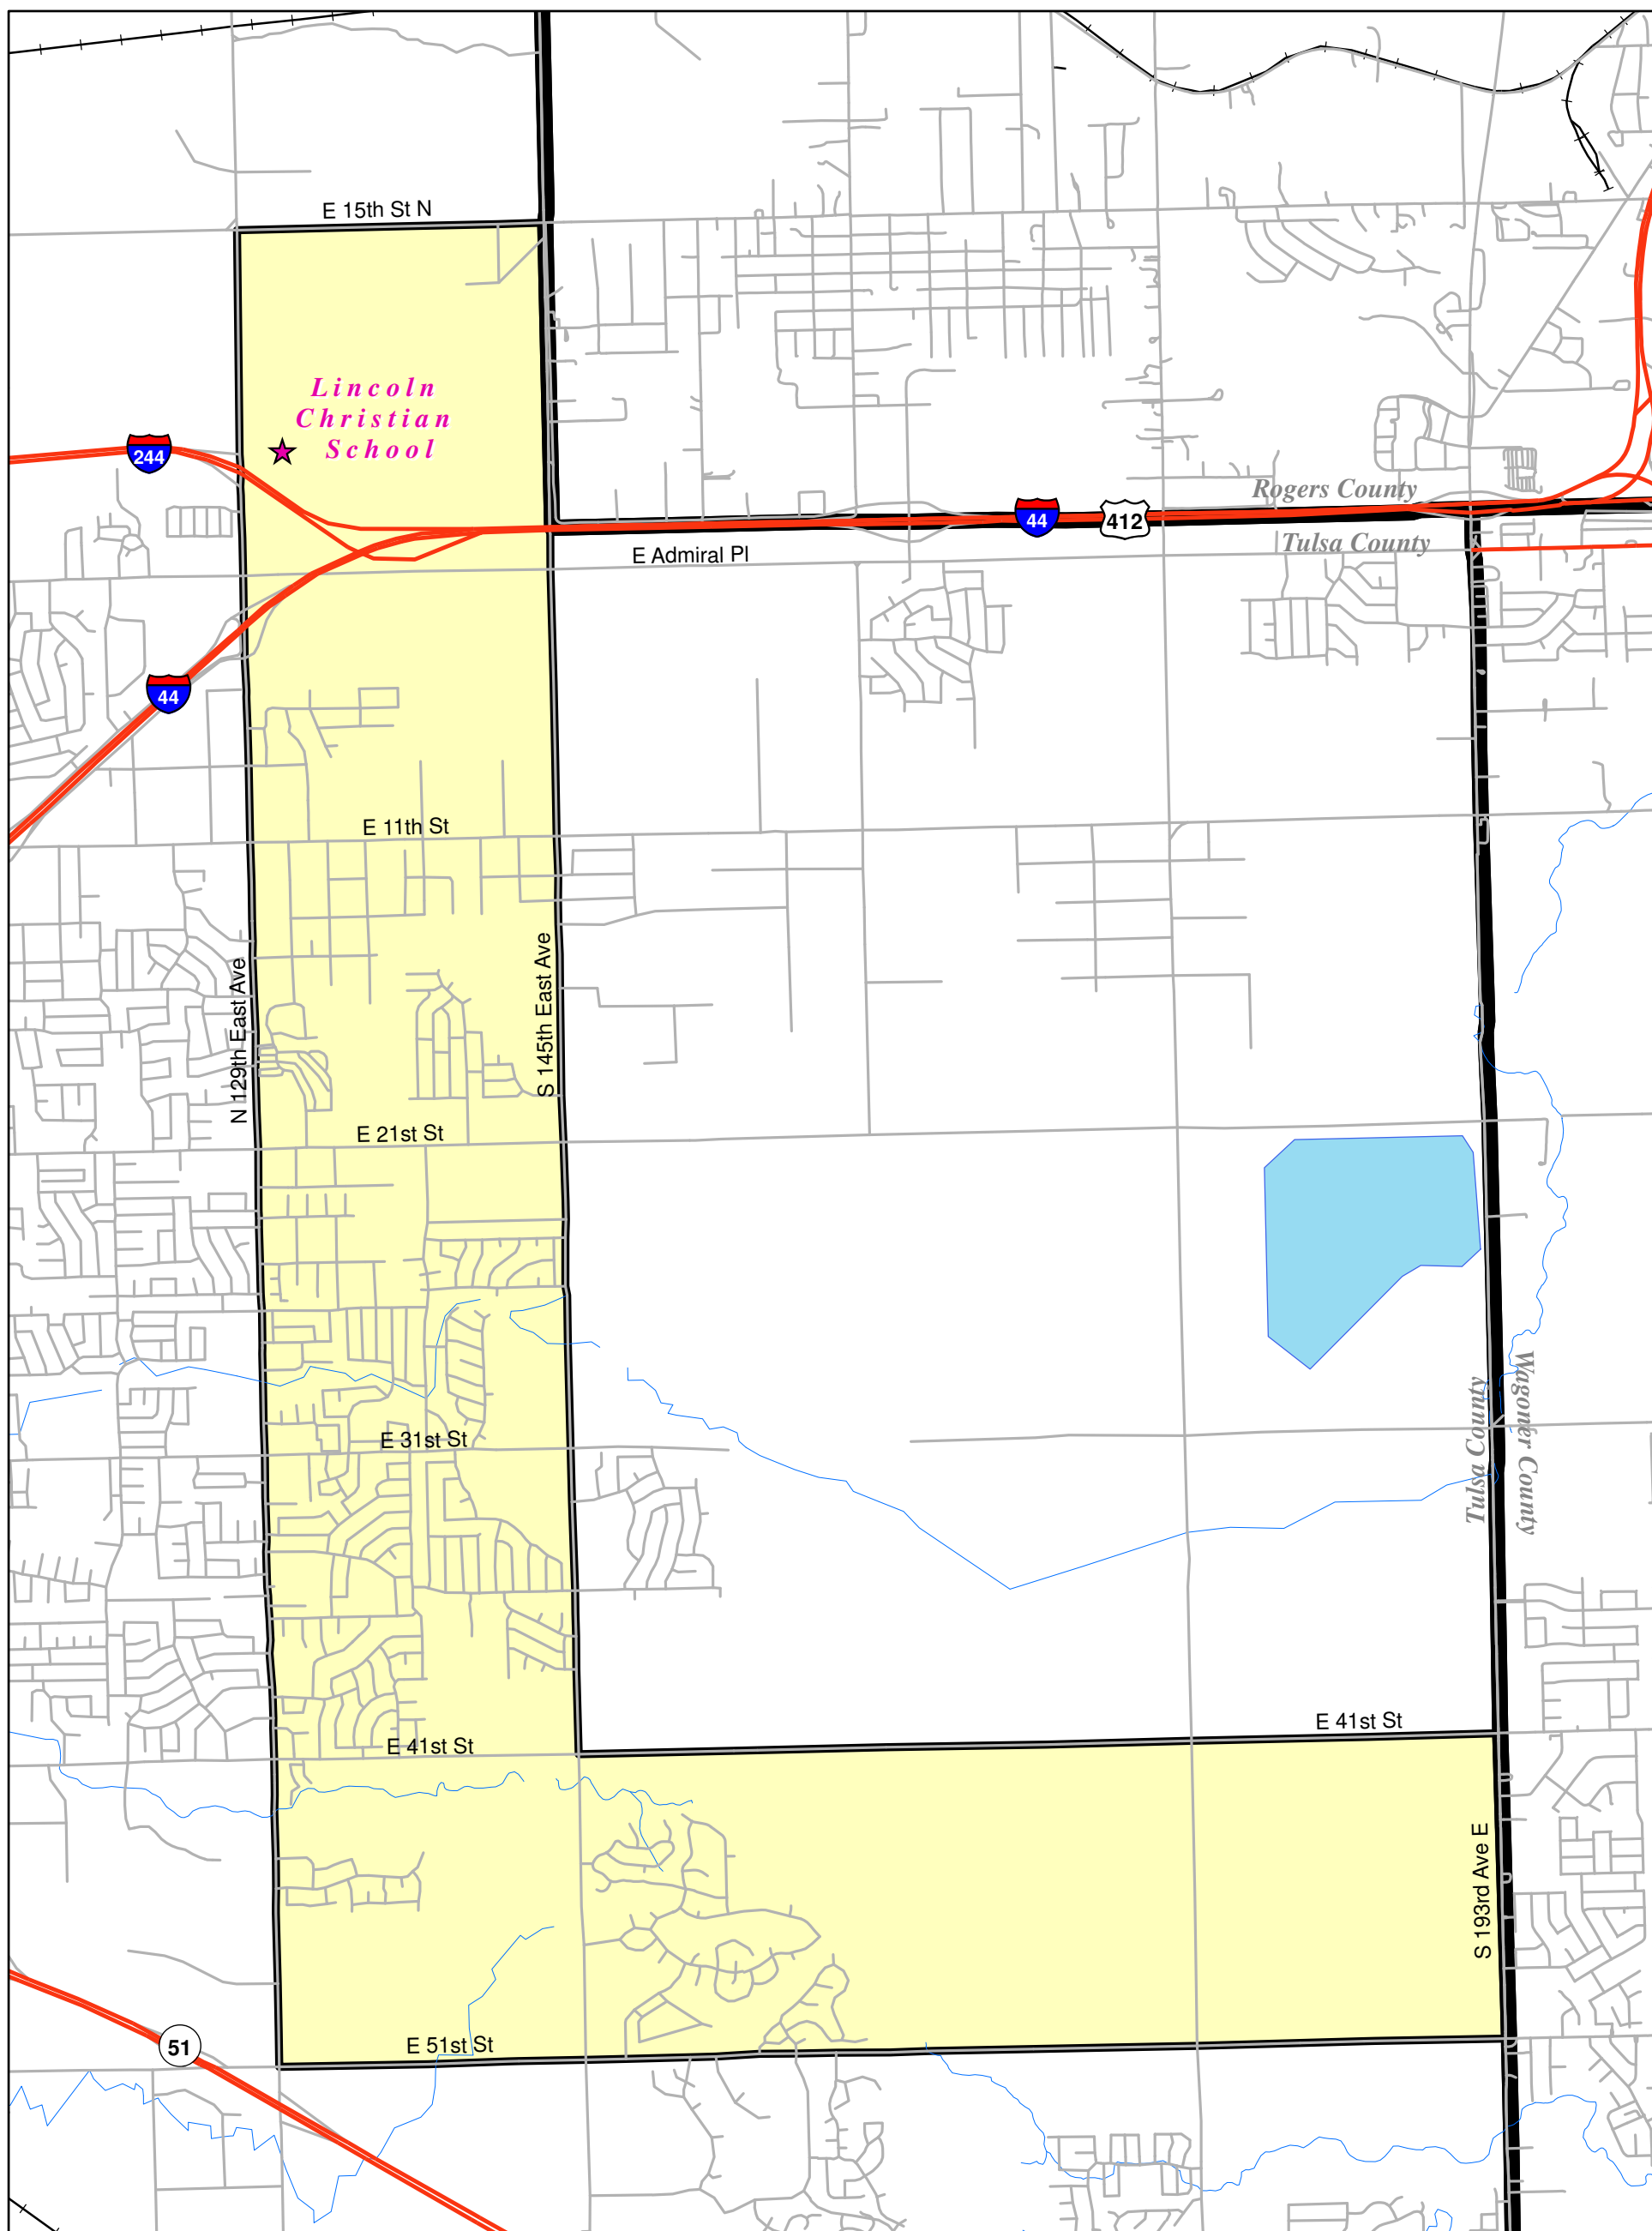 E 15th St N
Lincoln
Christian
School
244
Rogers County
44
412
Tulsa County
E Admiral Pl
44
E 11th St
N 129th East Ave
S 145th East Ave
E 21st St
Tulsa County
Wagoner County
E 31st St
E 41st St
E 41st St
S 193rd Ave E
E 51st St
51